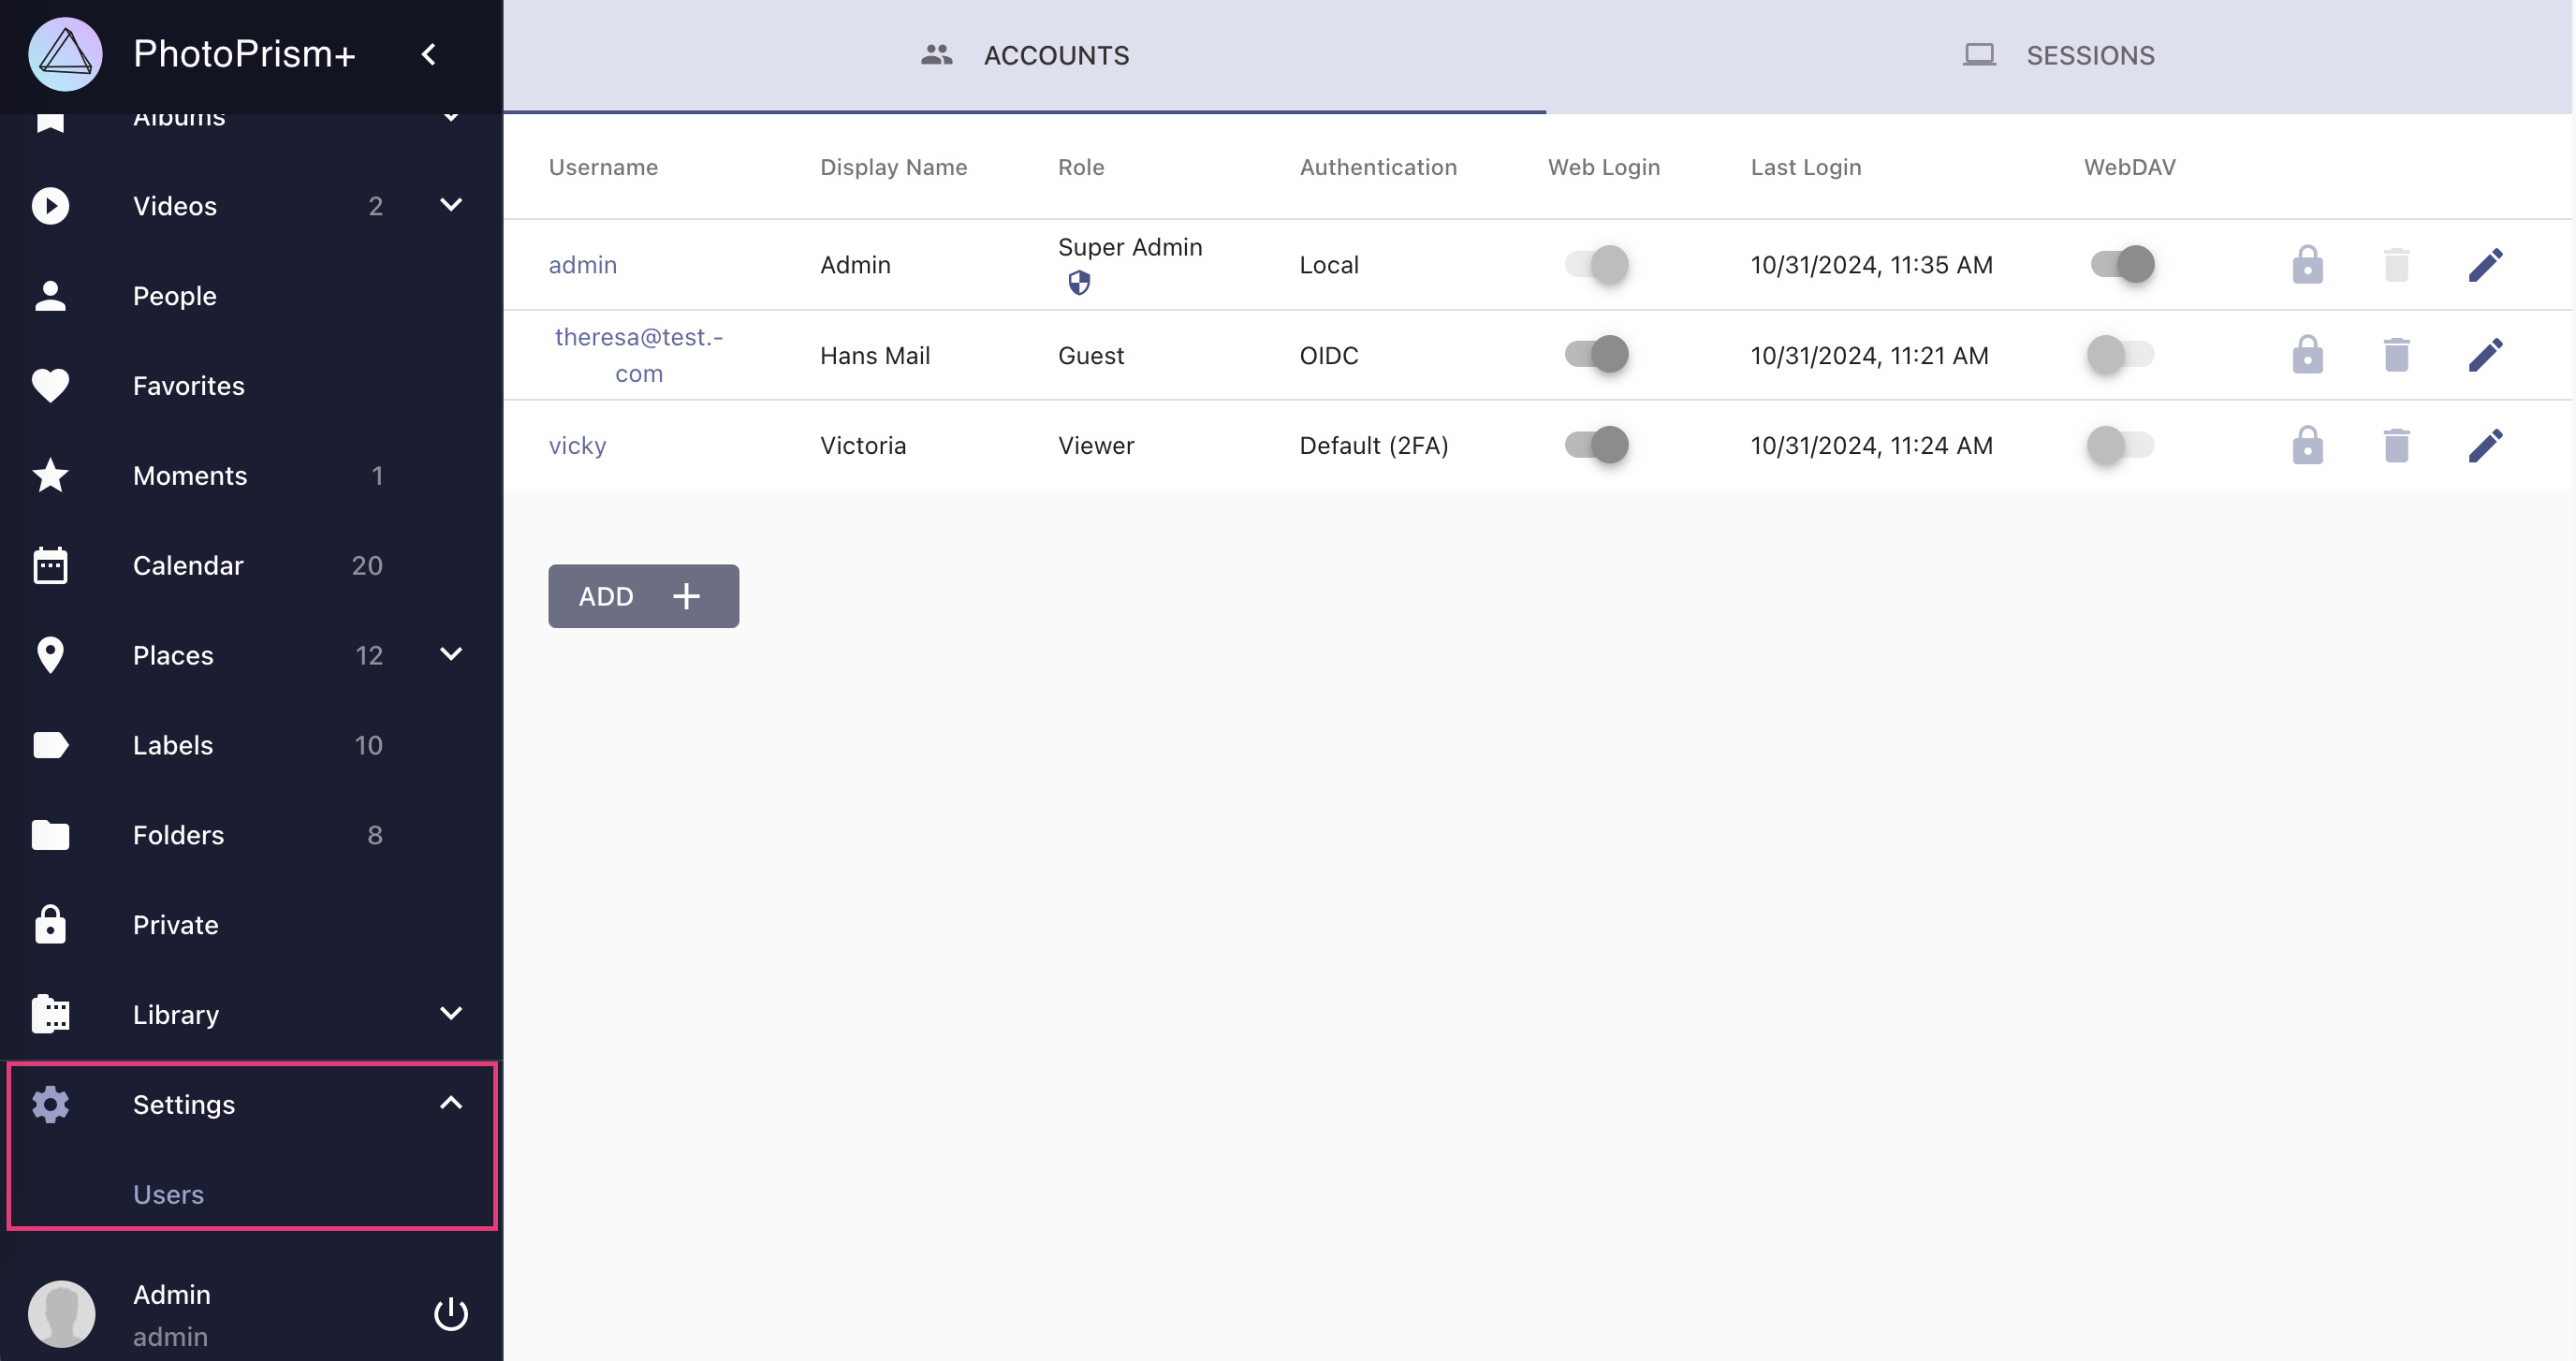 PhotoPrism+
Albums
Videos 2
People
Favorites
Moments 1
Calendar 20
Places 12
Labels 10
Folders 8
Private
Library
Settings
Users
Admin
admin
ACCOUNTS
SESSIONS
Username Display Name Role Authentication Web Login Last Login WebDAV
admin Admin Super Admin Local 10/31/2024, 11:35 AM
theresa@test.-
com Hans Mail Guest OIDC 10/31/2024, 11:21 AM
vicky Victoria Viewer Default (2FA) 10/31/2024, 11:24 AM
ADD +